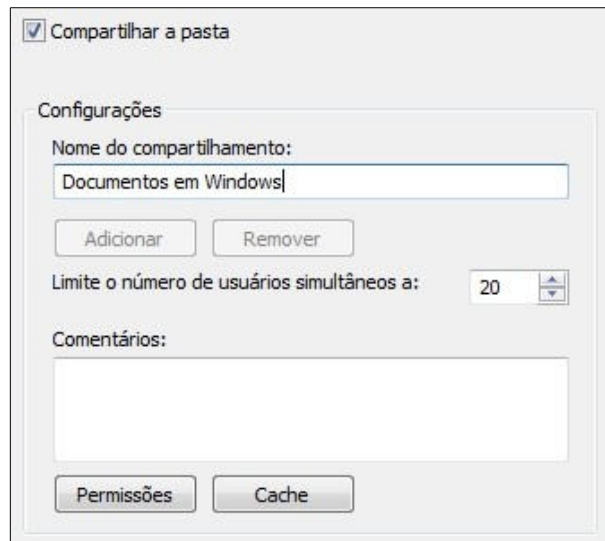 Compartilhar a pasta
Configurações
Nome do compartilhamento:
Documentos em Windows
Adicionar Remover
Limite o número de usuários simultâneos a: 20
Comentários:
Permissões Cache